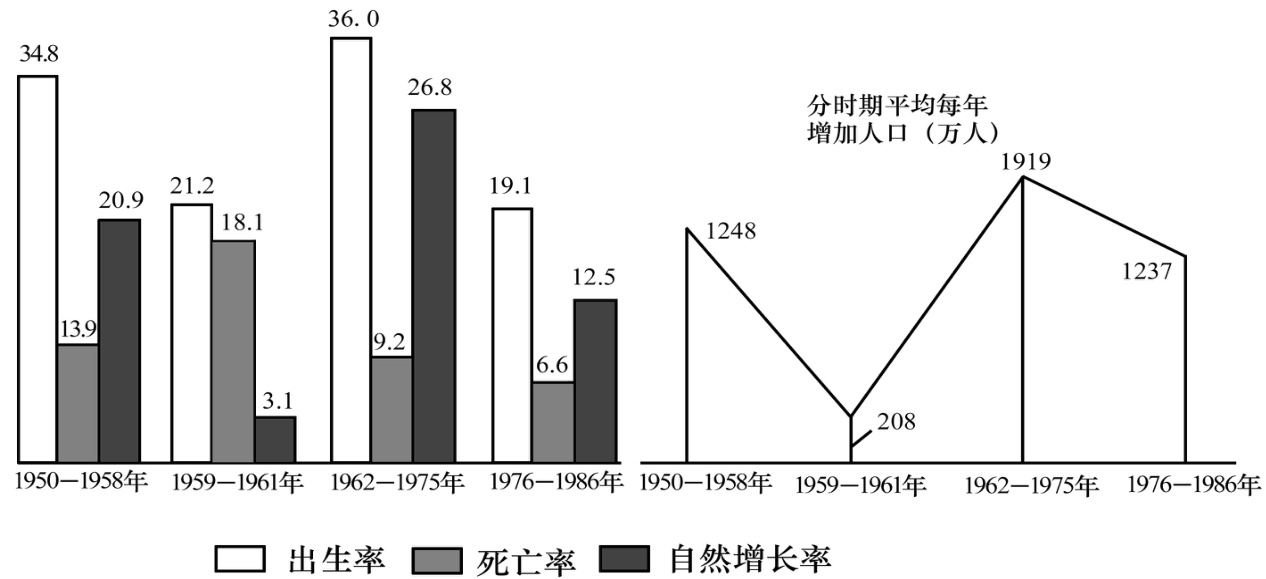 36. 0
34.8
26.8
20.9
21.2
18.1
19.1
12.5
13.9
9.2
6.6
3.1
1950－1958年
1959－1961年
1962－1975年
1976－1986年
分时期平均每年
增加人口（万人）
1919
1248
1237
208
1950－1958年
1959－1961年
1962－1975年
1976－1986年
出生率
死亡率
自然增长率